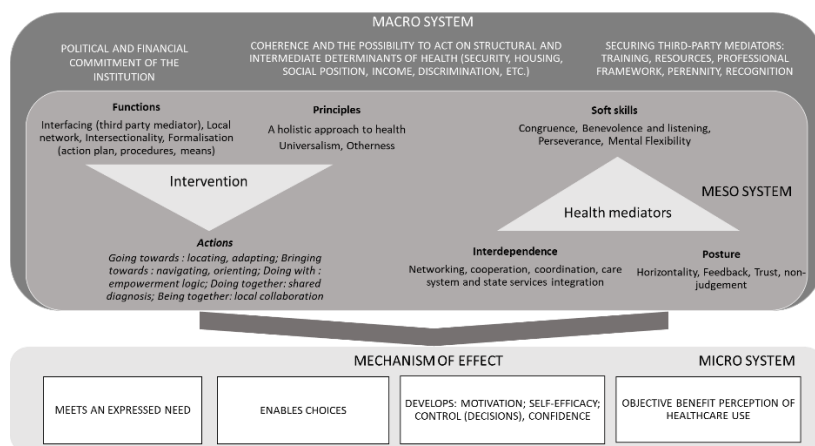 MACRO SYSTEM
POLITICAL AND FINANCIAL
COMMITMENT OF THE
INSTITUTION
COHERENCE AND THE POSSIBILITY TO ACT ON STRUCTURAL AND
INTERMEDIATE DETERMINANTS OF HEALTH (SECURITY, HOUSING,
SOCIAL POSITION, INCOME, DISCRIMINATION, ETC.)
SECURING THIRD-PARTY MEDIATORS:
TRAINING, RESOURCES, PROFESSIONAL
FRAMEWORK, PERENNITY, RECOGNITION
Functions
Interfacing (third party mediator), Local
network, Intersectionality, Formalisation
(action plan, procedures, means)
Principles
A holistic approach to health
Universalism, Otherness
Soft skills
Congruence, Benevolence and listening,
Perseverance, Mental Flexibility
Intervention
MESO SYSTEM
Health mediators
Actions
Going towards : locating, adapting; Bringing
towards : navigating, orienting; Doing with :
empowerment logic; Doing together: shared
diagnosis; Being together: local collaboration
Interdependence
Networking, cooperation, coordination, care
system and state services integration
Posture
Horizontality, Feedback, Trust, non-
judgement
MECHANISM OF EFFECT
MICRO SYSTEM
MEETS AN EXPRESSED NEED
ENABLES CHOICES
DEVELOPS: MOTIVATION; SELF-EFFICACY;
CONTROL (DECISIONS), CONFIDENCE
OBJECTIVE BENEFIT PERCEPTION OF
HEALTHCARE USE